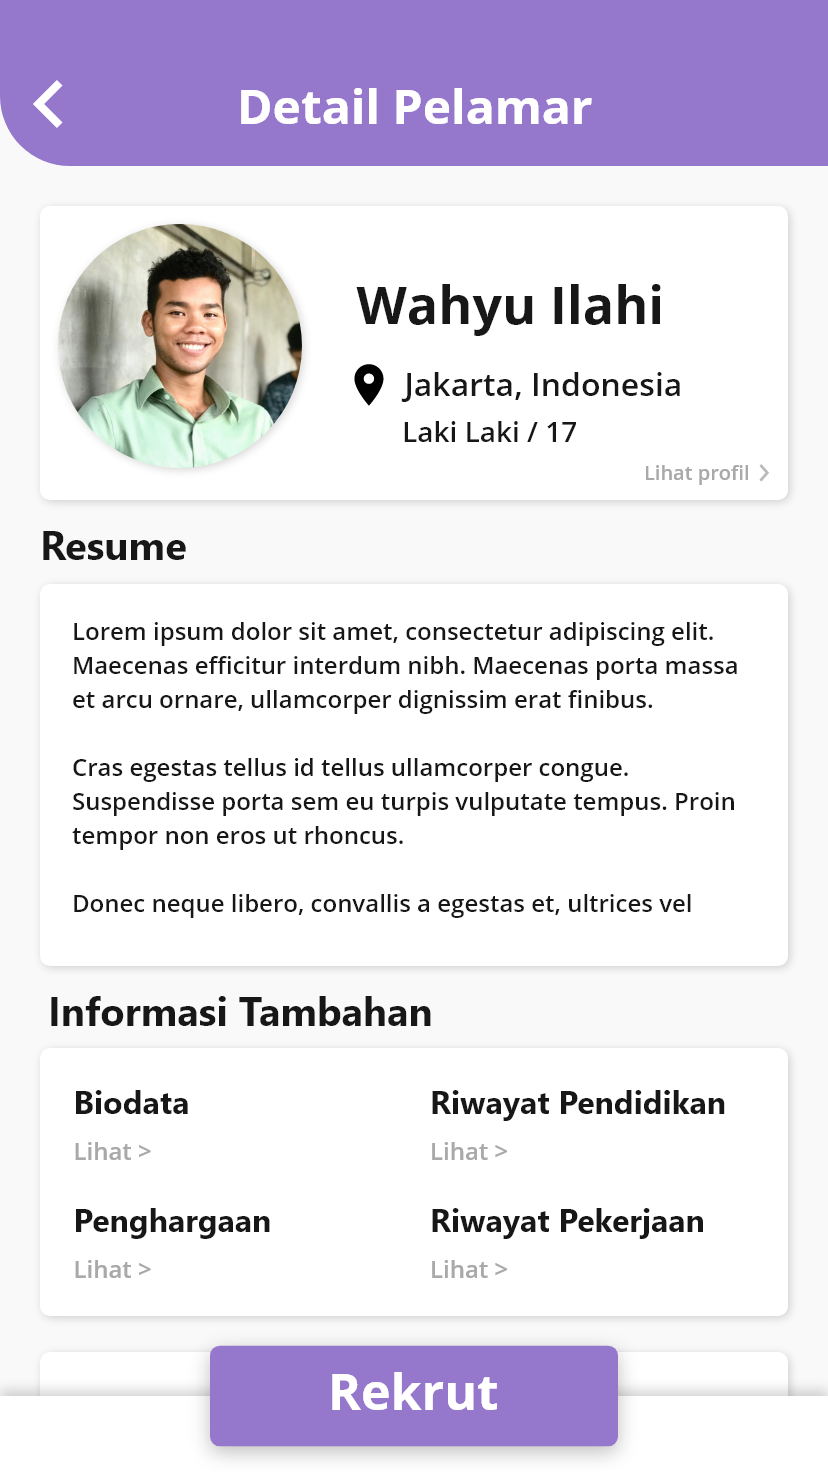 Detail Pelamar
Wahyu Ilahi
Jakarta, Indonesia
Laki Laki / 17
Lihat profil >
Resume
Lorem ipsum dolor sit amet, consectetur adipiscing elit.
Maecenas efficitur interdum nibh. Maecenas porta massa
et arcu ornare, ullamcorper dignissim erat finibus.
Cras egestas tellus id tellus ullamcorper congue.
Suspendisse porta sem eu turpis vulputate tempus. Proin
tempor non eros ut rhoncus.
Donec neque libero, convallis a egestas et, ultrices vel
Informasi Tambahan
Biodata
Lihat >
Riwayat Pendidikan
Lihat >
Penghargaan
Lihat >
Riwayat Pekerjaan
Lihat >
Rekrut